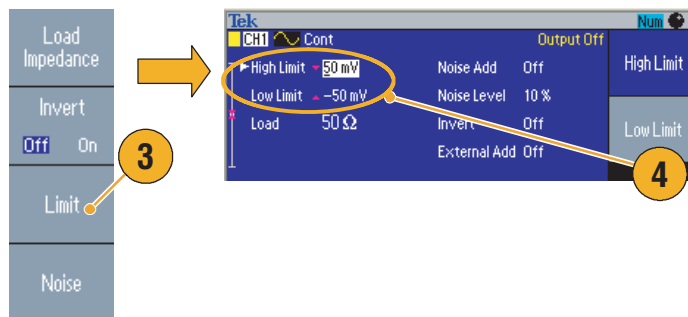 Load
Impedance
Invert
Off On
Limit
Noise
3
Tek
Num
CH1 Cont
Output Off
High Limit 50 mV
Low Limit -50 mV
Load 50 Ω
Noise Add Off
Noise Level 10 %
Invert Off
External Add Off
High Limit
Low Limit
4